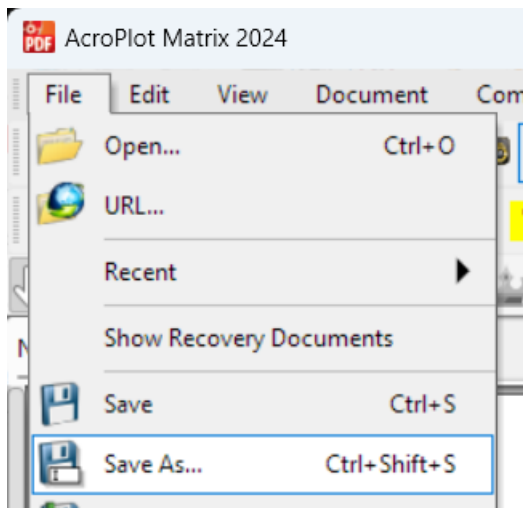 AcroPlot Matrix 2024
File Edit View Document Com
Open... Ctrl+O
URL...
Recent
Show Recovery Documents
Save Ctrl+S
Save As... Ctrl+Shift+S